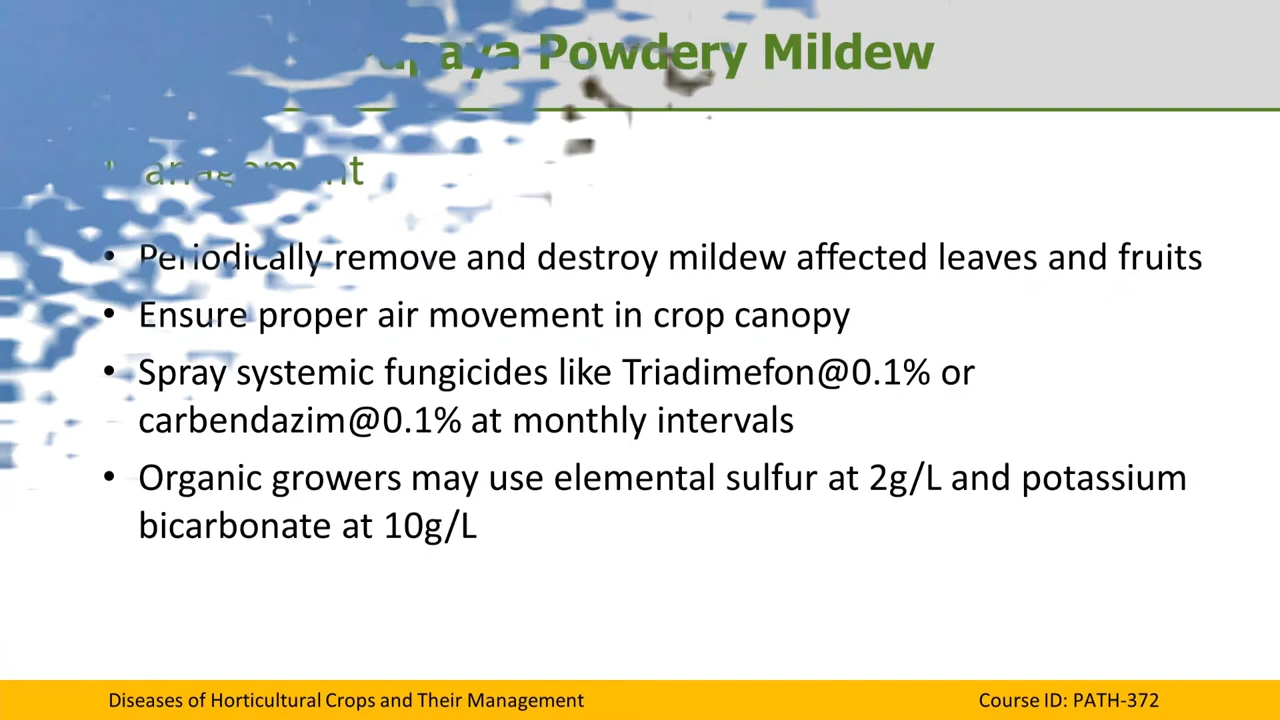 Papaya Powdery Mildew
Management
• Periodically remove and destroy mildew affected leaves and fruits
• Ensure proper air movement in crop canopy
• Spray systemic fungicides like Triadimefon@0.1% or
carbendazim@0.1% at monthly intervals
• Organic growers may use elemental sulfur at 2g/L and potassium
bicarbonate at 10g/L
Diseases of Horticultural Crops and Their Management
Course ID: PATH-372